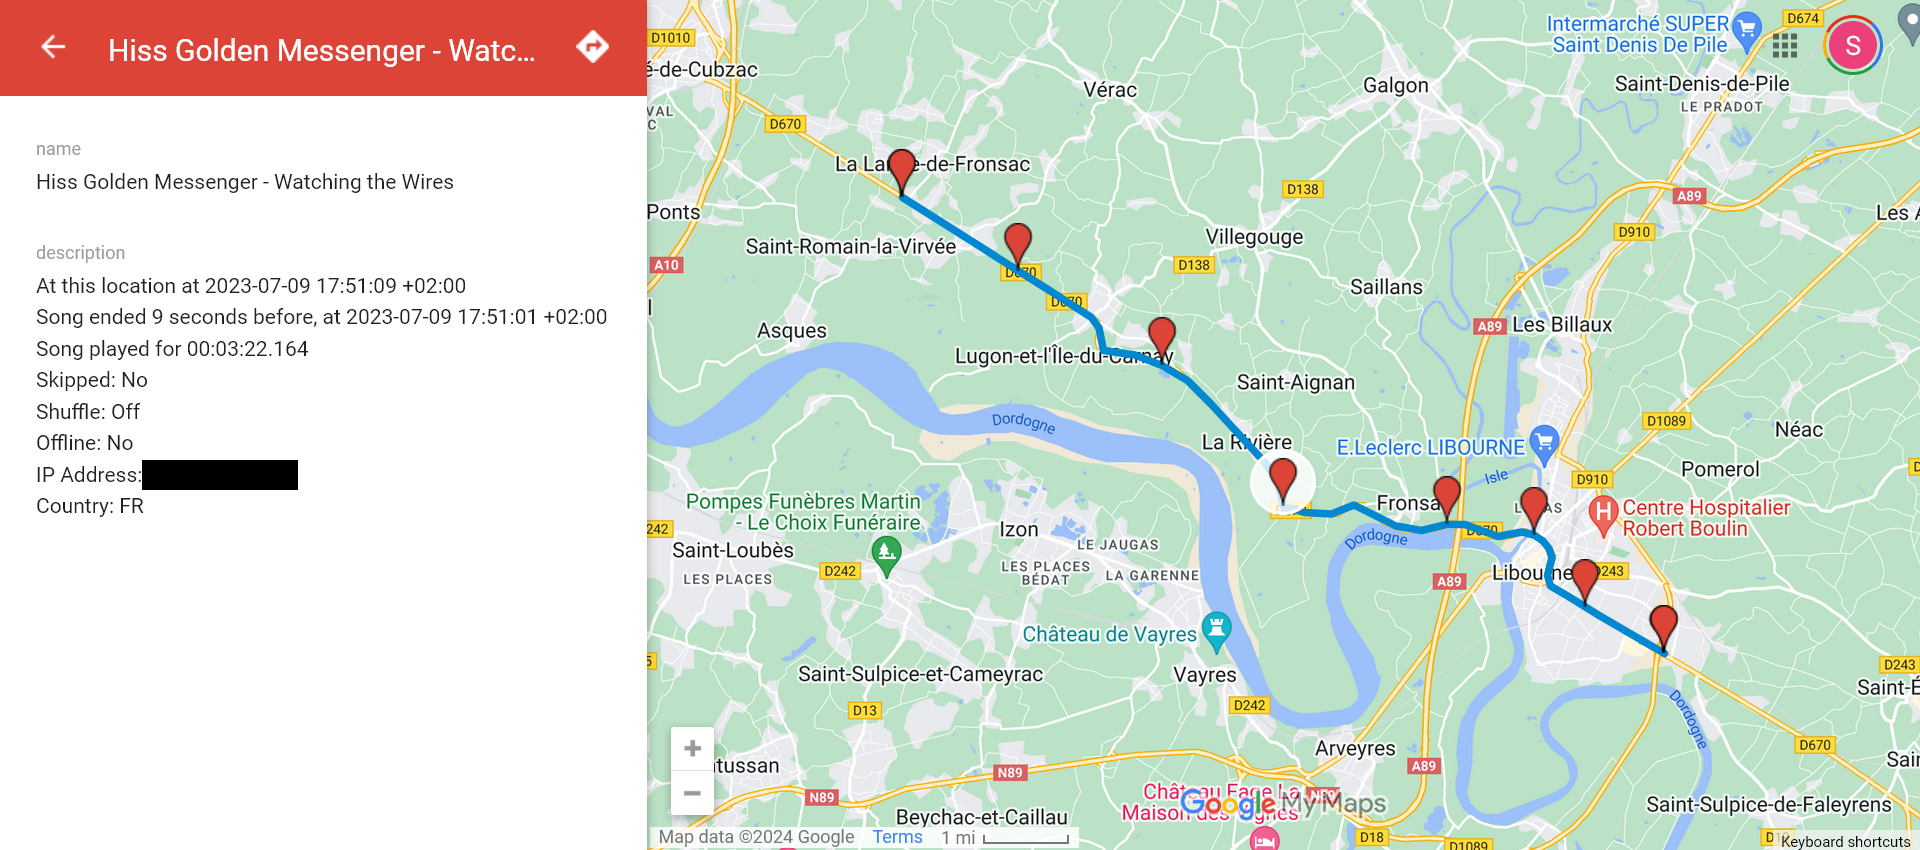 Hiss Golden Messenger - Watc...
name
Hiss Golden Messenger - Watching the Wires
description
At this location at 2023-07-09 17:51:09 +02:00
Song ended 9 seconds before, at 2023-07-09 17:51:01 +02:00
Song played for 00:03:22.164
Skipped: No
Shuffle: Off
Offline: No
IP Address:
Country: FR
Intermarché SUPER
Saint Denis De Pile
D674
S
D1010
é-de-Cubzac
VAL
C
Vérac
Galgon
Saint-Denis-de-Pile
LE PRADOT
D670
La La e-de-Fronsac
D138
A89
Ponts
Les A
D910
Saint-Romain-la-Virvée
Villegouge
A10
D670
D138
Saillans
D670
l
Asques
A89
Les Billaux
Lugon-et-l'Île-du-Carnay
Saint-Aignan
Dordogne
D1089
Néac
La Rivière
E.Leclerc LIBOURNE
Pomerol
D
Isle
D910
Pompes Funèbres Martin
- Le Choix Funéraire
Fronsa
AS
Centre Hospitalier
Robert Boulin
242
Izon
D670
Dordogne
Saint-Loubès
LES PLACES
LE JAUGAS
LES PLACES
BÉDAT
LA GARENNE
D242
A89
Libourne
D243
Château de Vayres
5
Saint-Sulpice-et-Cameyrac
Vayres
D243
Saint-É
D13
D242
Dordogne
Arveyres
D670
tussan
N89
A89
Sai
N89
Château Fage La
Maison des Vignes
N89
Google MyMaps
Saint-Sulpice-de-Faleyrens
Beychac-et-Caillau
Map data ©2024 Google
Terms
1 mi
D18
D1089
D1
Keyboard shortcuts